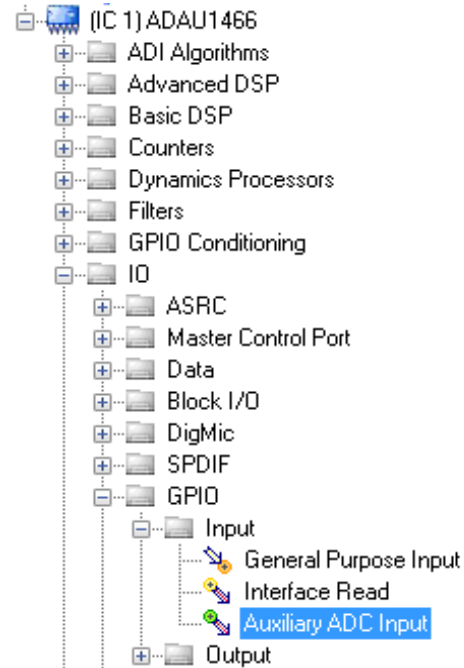 (IC 1) ADAU1466
ADI Algorithms
Advanced DSP
Basic DSP
Counters
Dynamics Processors
Filters
GPIO Conditioning
IO
ASRC
Master Control Port
Data
Block I/O
DigMic
SPDIF
GPIO
Input
General Purpose Input
Interface Read
Auxiliary ADC Input
Output